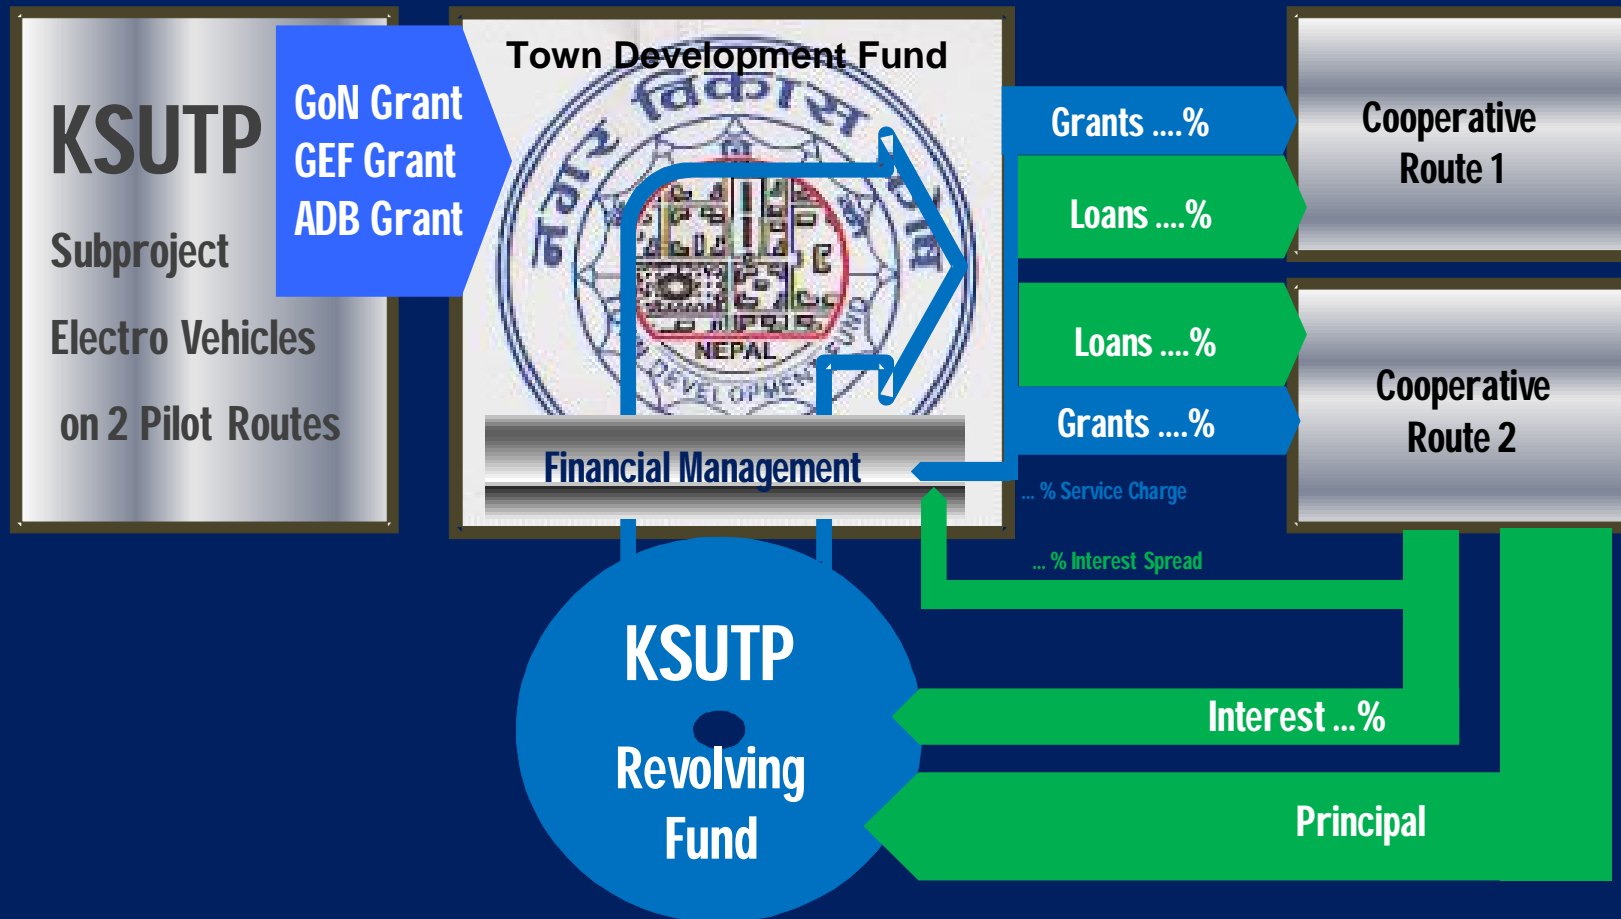 KSUTP
Subproject
Electro Vehicles
on 2 Pilot Routes
GoN Grant
GEF Grant
ADB Grant
Town Development Fund
नगर विकास कोष
NEPAL
DEVELOPMENT FUND
Financial Management
Grants ....%
Loans ....%
Loans ....%
Grants ....%
... % Service Charge
... % Interest Spread
Cooperative
Route 1
Cooperative
Route 2
KSUTP
Revolving
Fund
Interest ...%
Principal